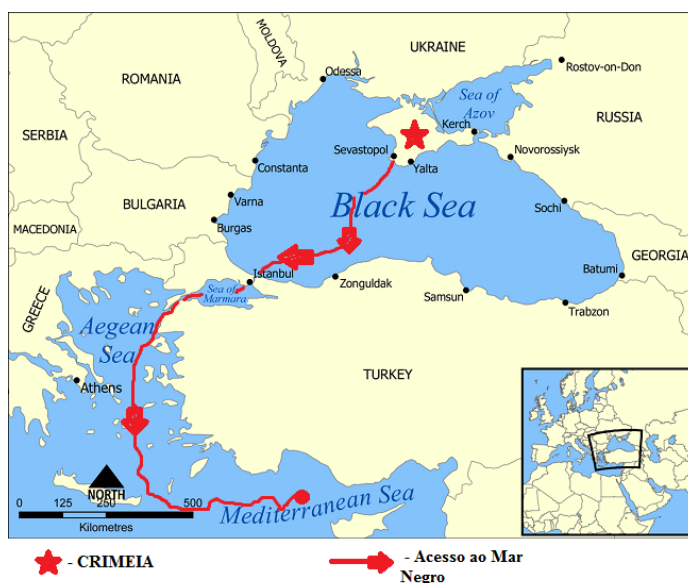 UKRAINE
MOLDOVA
Odessa
Rostov-on-Don
ROMANIA
Sea of
Azov
Kerch
RUSSIA
SERBIA
Sevastopol
Novorossiysk
Constanta
Yalta
Varna
Black Sea
BULGARIA
Sochi
Burgas
MACEDONIA
GEORGIA
Istanbul
Batumi
Zonguldak
Sea of
Marmara
Samsun
Trabzon
GREECE
Aegean
Sea
TURKEY
Athens
NORTH
0 125 250 500
Kilometres
Mediterranean Sea
- CRIMEIA
- Acesso ao Mar
Negro